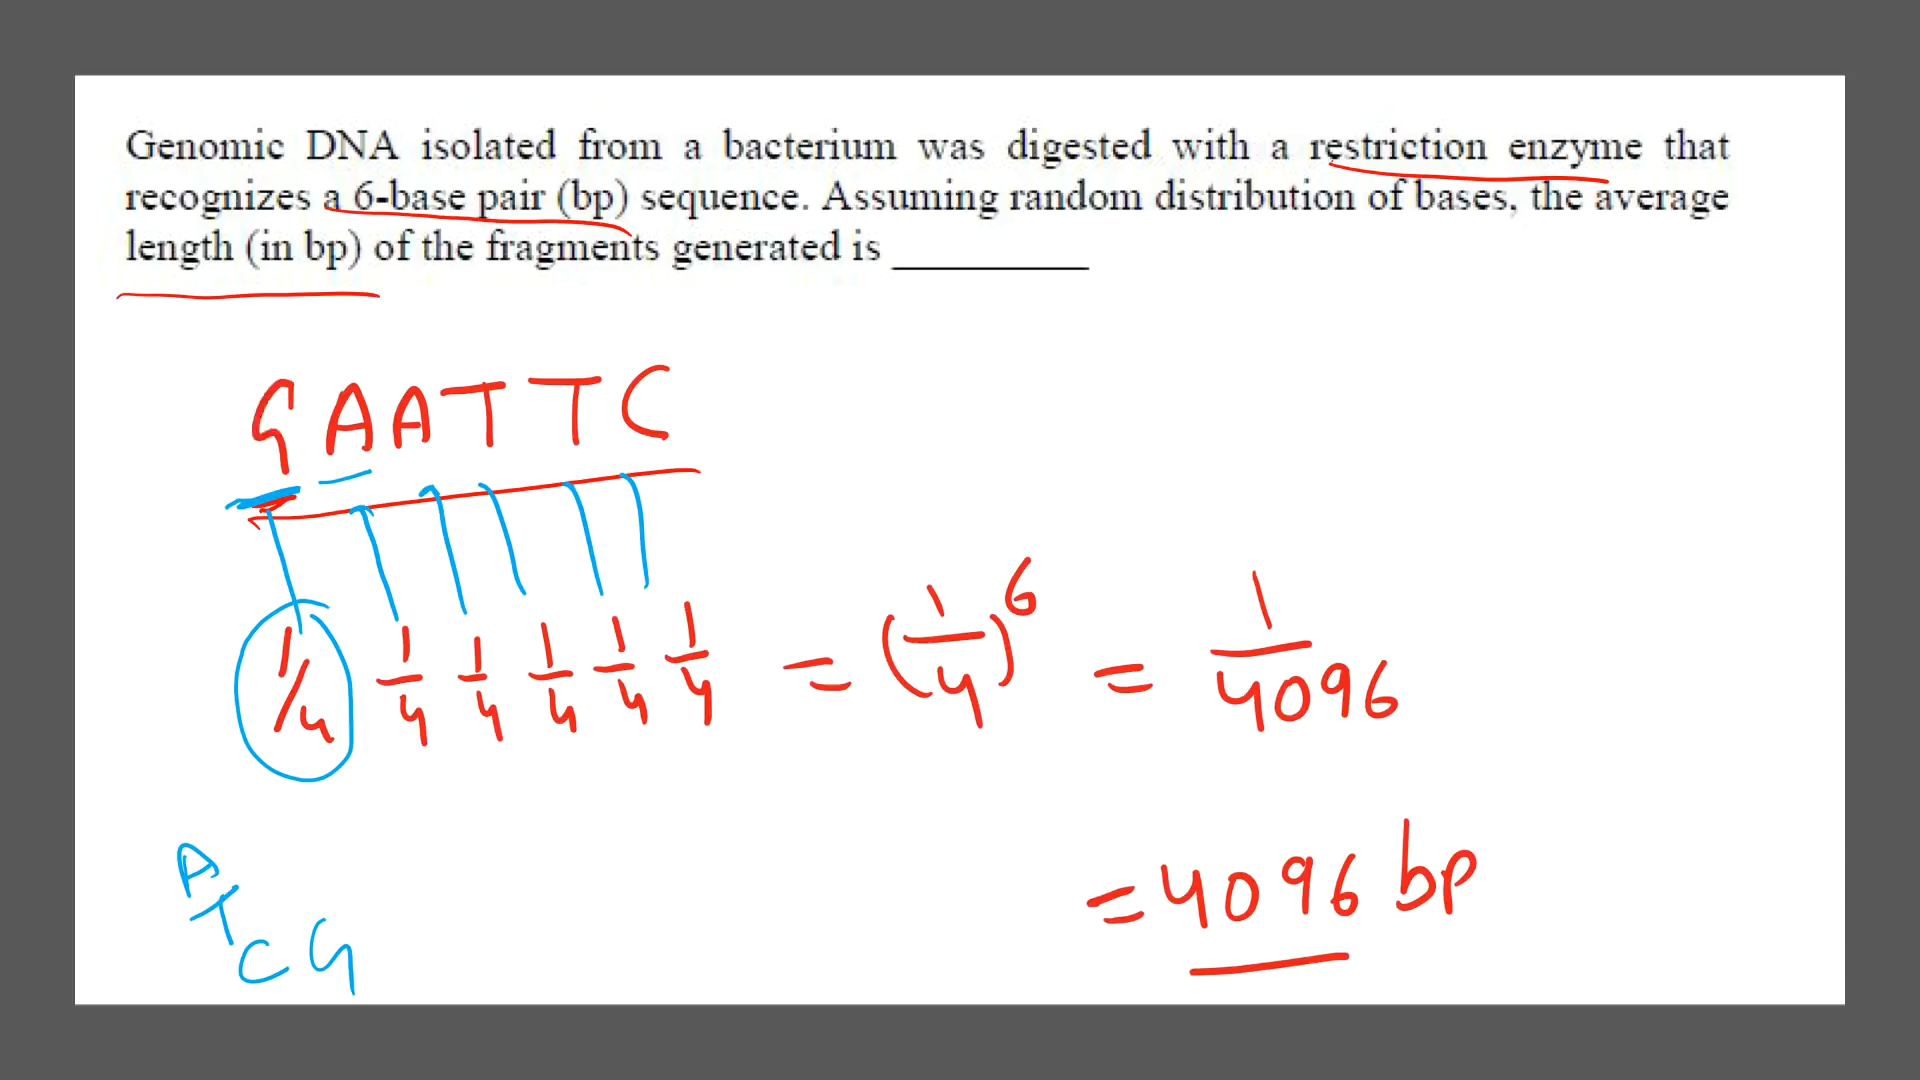 Genomic DNA isolated from a bacterium was digested with a restriction enzyme that
recognizes a 6-base pair (bp) sequence. Assuming random distribution of bases, the average
length (in bp) of the fragments generated is __________
GAATTC
1/4 1/4 1/4 1/4 1/4 1/4 = (1/4)^6 = 1/4096
= 4096 bp
A
T
C G